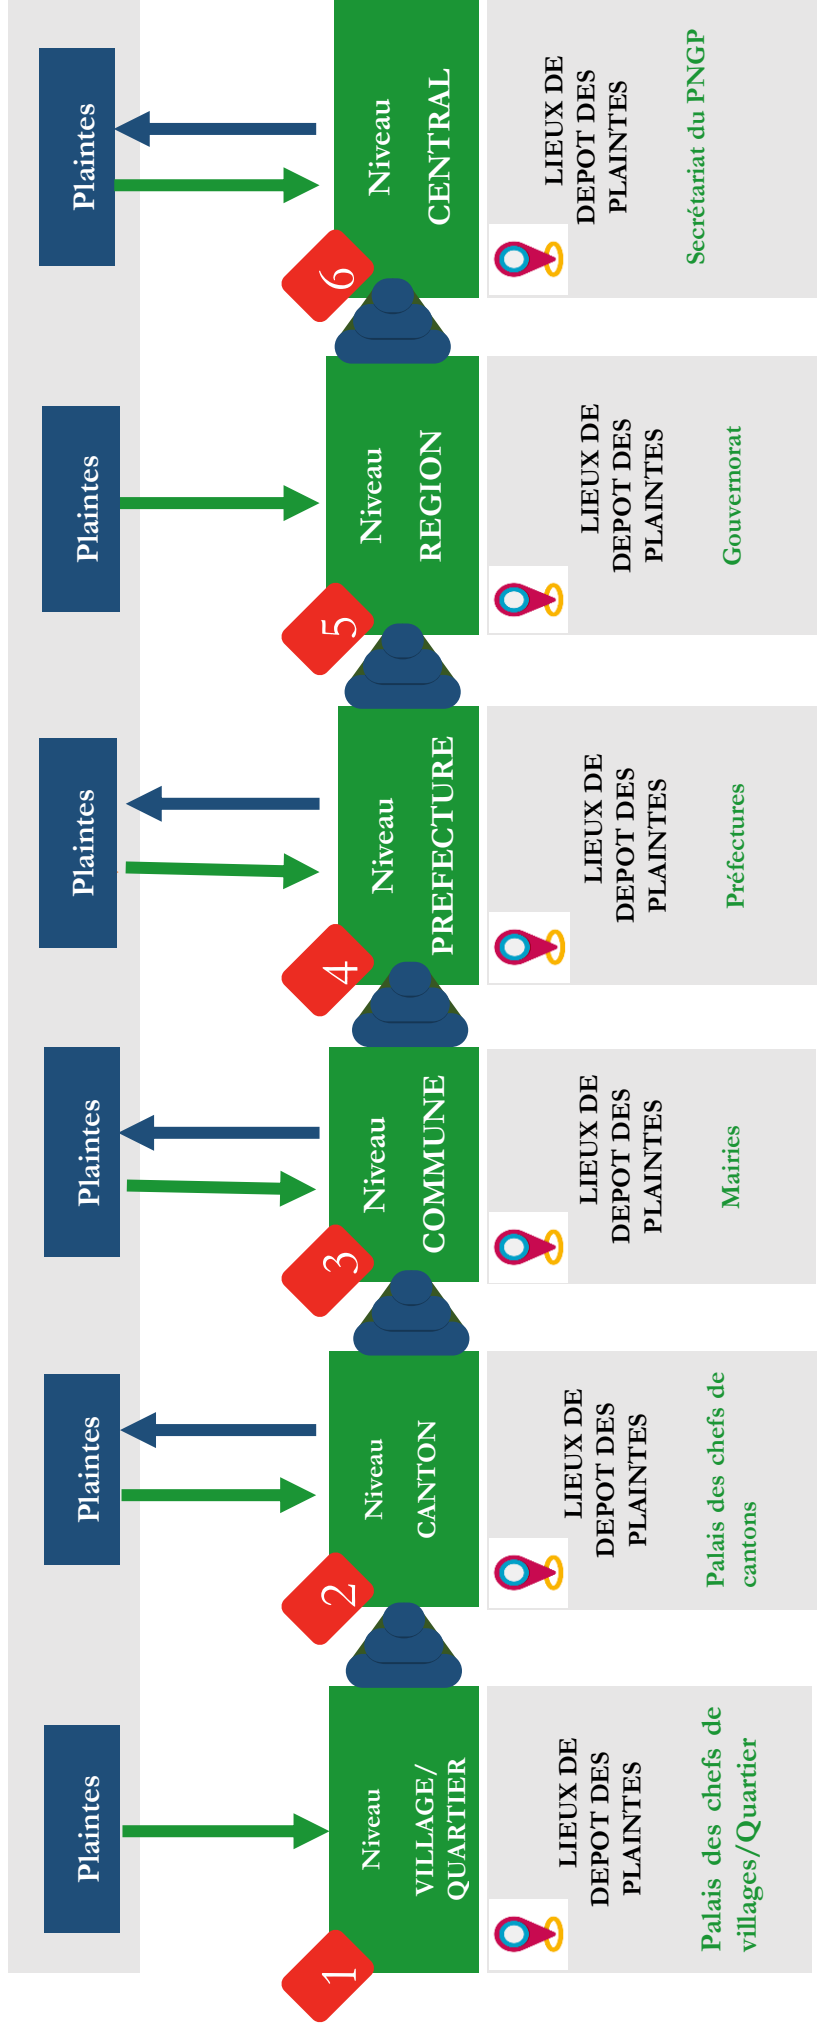 Plaintes
1
Niveau
VILLAGE/
QUARTIER
LIEUX DE
DEPOT DES
PLAINTES
Palais des chefs de
villages/Quartier
Plaintes
2
Niveau
CANTON
LIEUX DE
DEPOT DES
PLAINTES
Palais des chefs de
cantons
Plaintes
3
Niveau
COMMUNE
LIEUX DE
DEPOT DES
PLAINTES
Mairies
Plaintes
4
Niveau
PREFECTURE
LIEUX DE
DEPOT DES
PLAINTES
Préfectures
Plaintes
5
Niveau
REGION
LIEUX DE
DEPOT DES
PLAINTES
Gouvernorat
Plaintes
6
Niveau
CENTRAL
LIEUX DE
DEPOT DES
PLAINTES
Secrétariat du PNGP